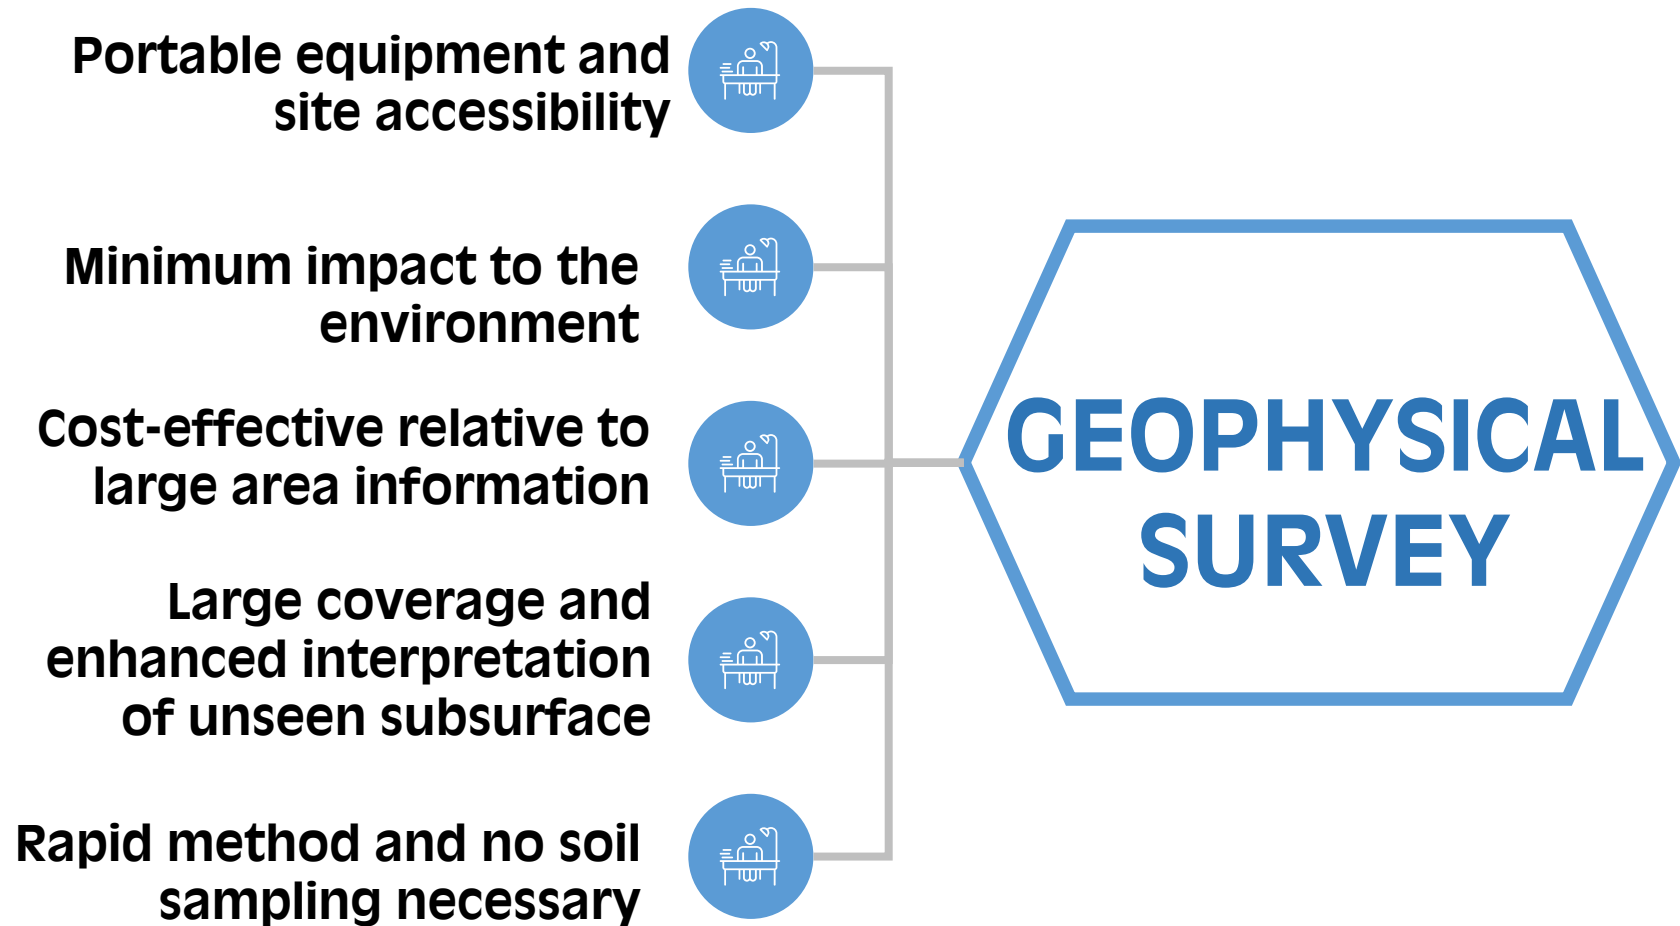 Portable equipment and
site accessibility
Minimum impact to the
environment
Cost-effective relative to
large area information
Large coverage and
enhanced interpretation
of unseen subsurface
Rapid method and no soil
sampling necessary
GEOPHYSICAL
SURVEY